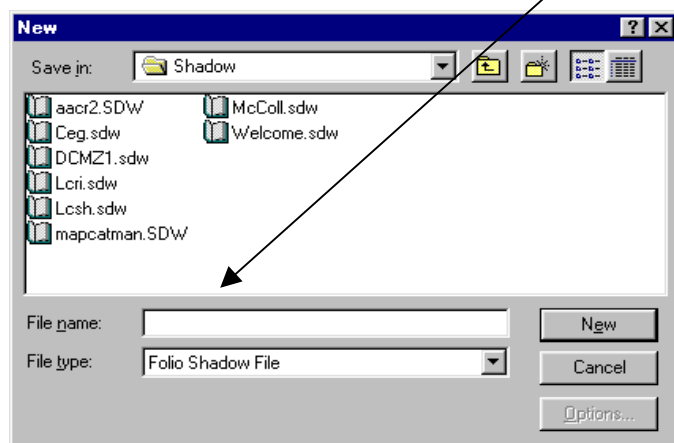 New
Save in: Shadow
aacr2.SDW McColl.sdw
Ceg.sdw Welcome.sdw
DCMZ1.sdw
Lcri.sdw
Lcsh.sdw
mapcatman.SDW
File name: New
File type: Folio Shadow File Cancel
Options...